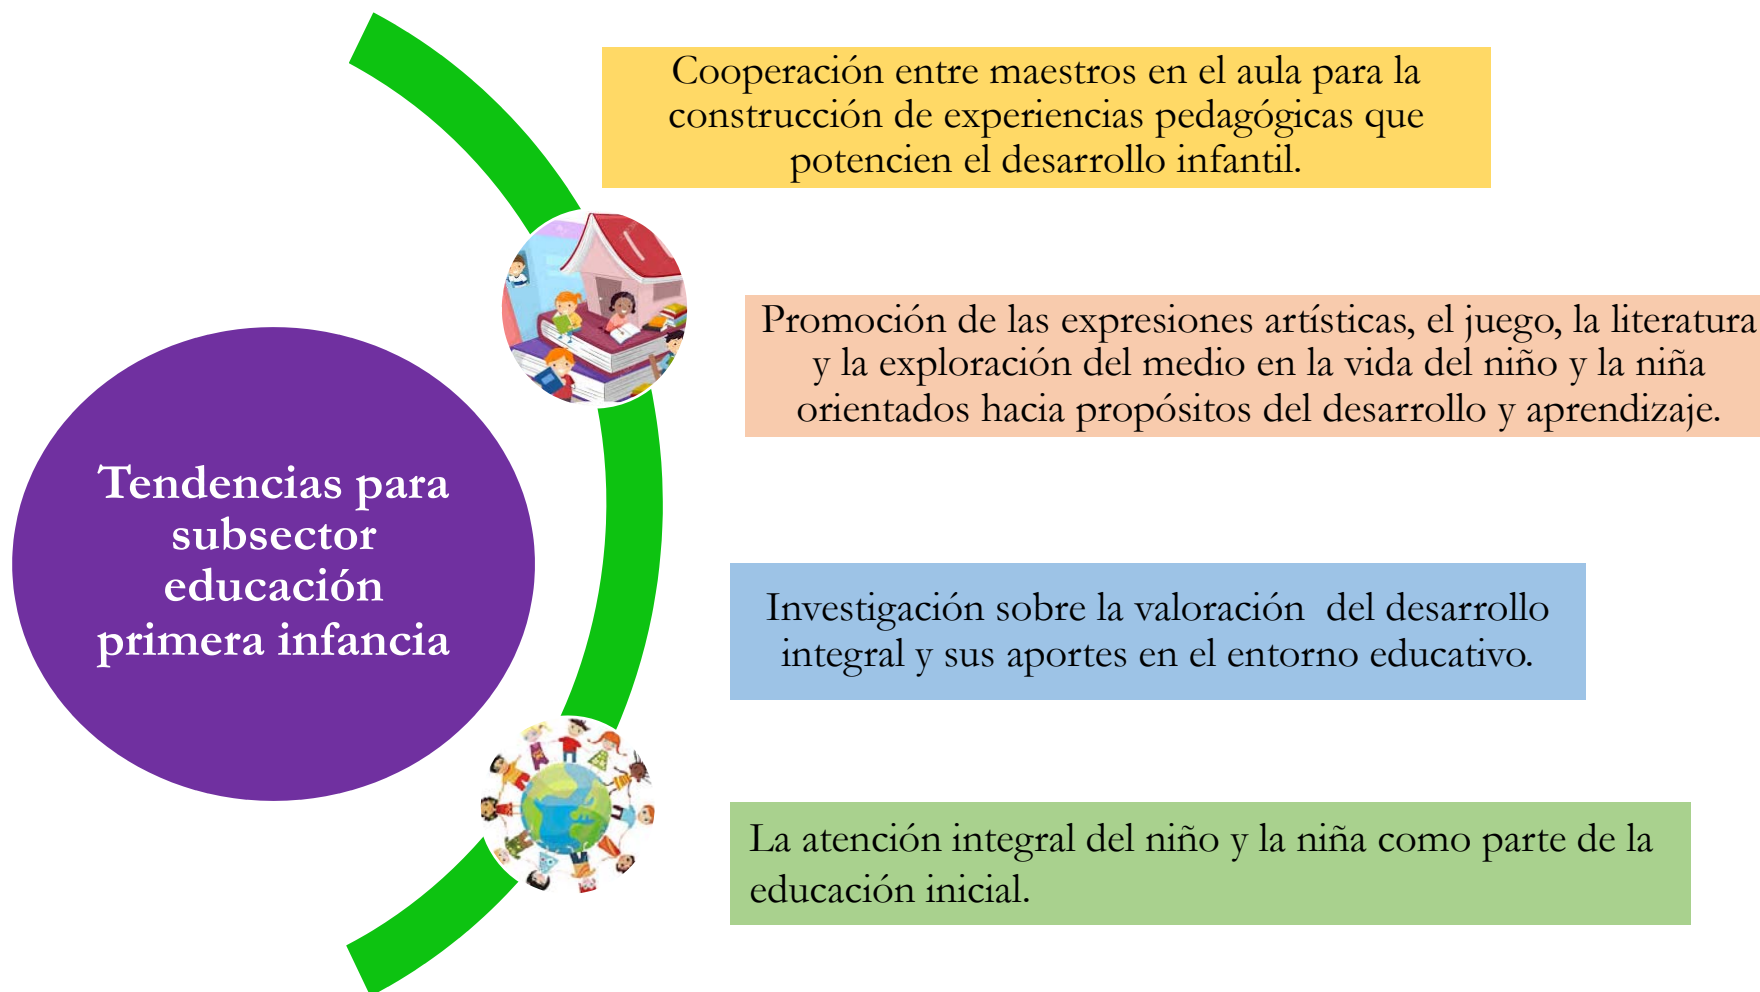 Cooperación entre maestros en el aula para la
construcción de experiencias pedagógicas que
potencien el desarrollo infantil.
Promoción de las expresiones artísticas, el juego, la literatura
y la exploración del medio en la vida del niño y la niña
orientados hacia propósitos del desarrollo y aprendizaje.
Tendencias para
subsector
educación
primera infancia
Investigación sobre la valoración  del desarrollo
integral y sus aportes en el entorno educativo.
La atención integral del niño y la niña como parte de la
educación inicial.